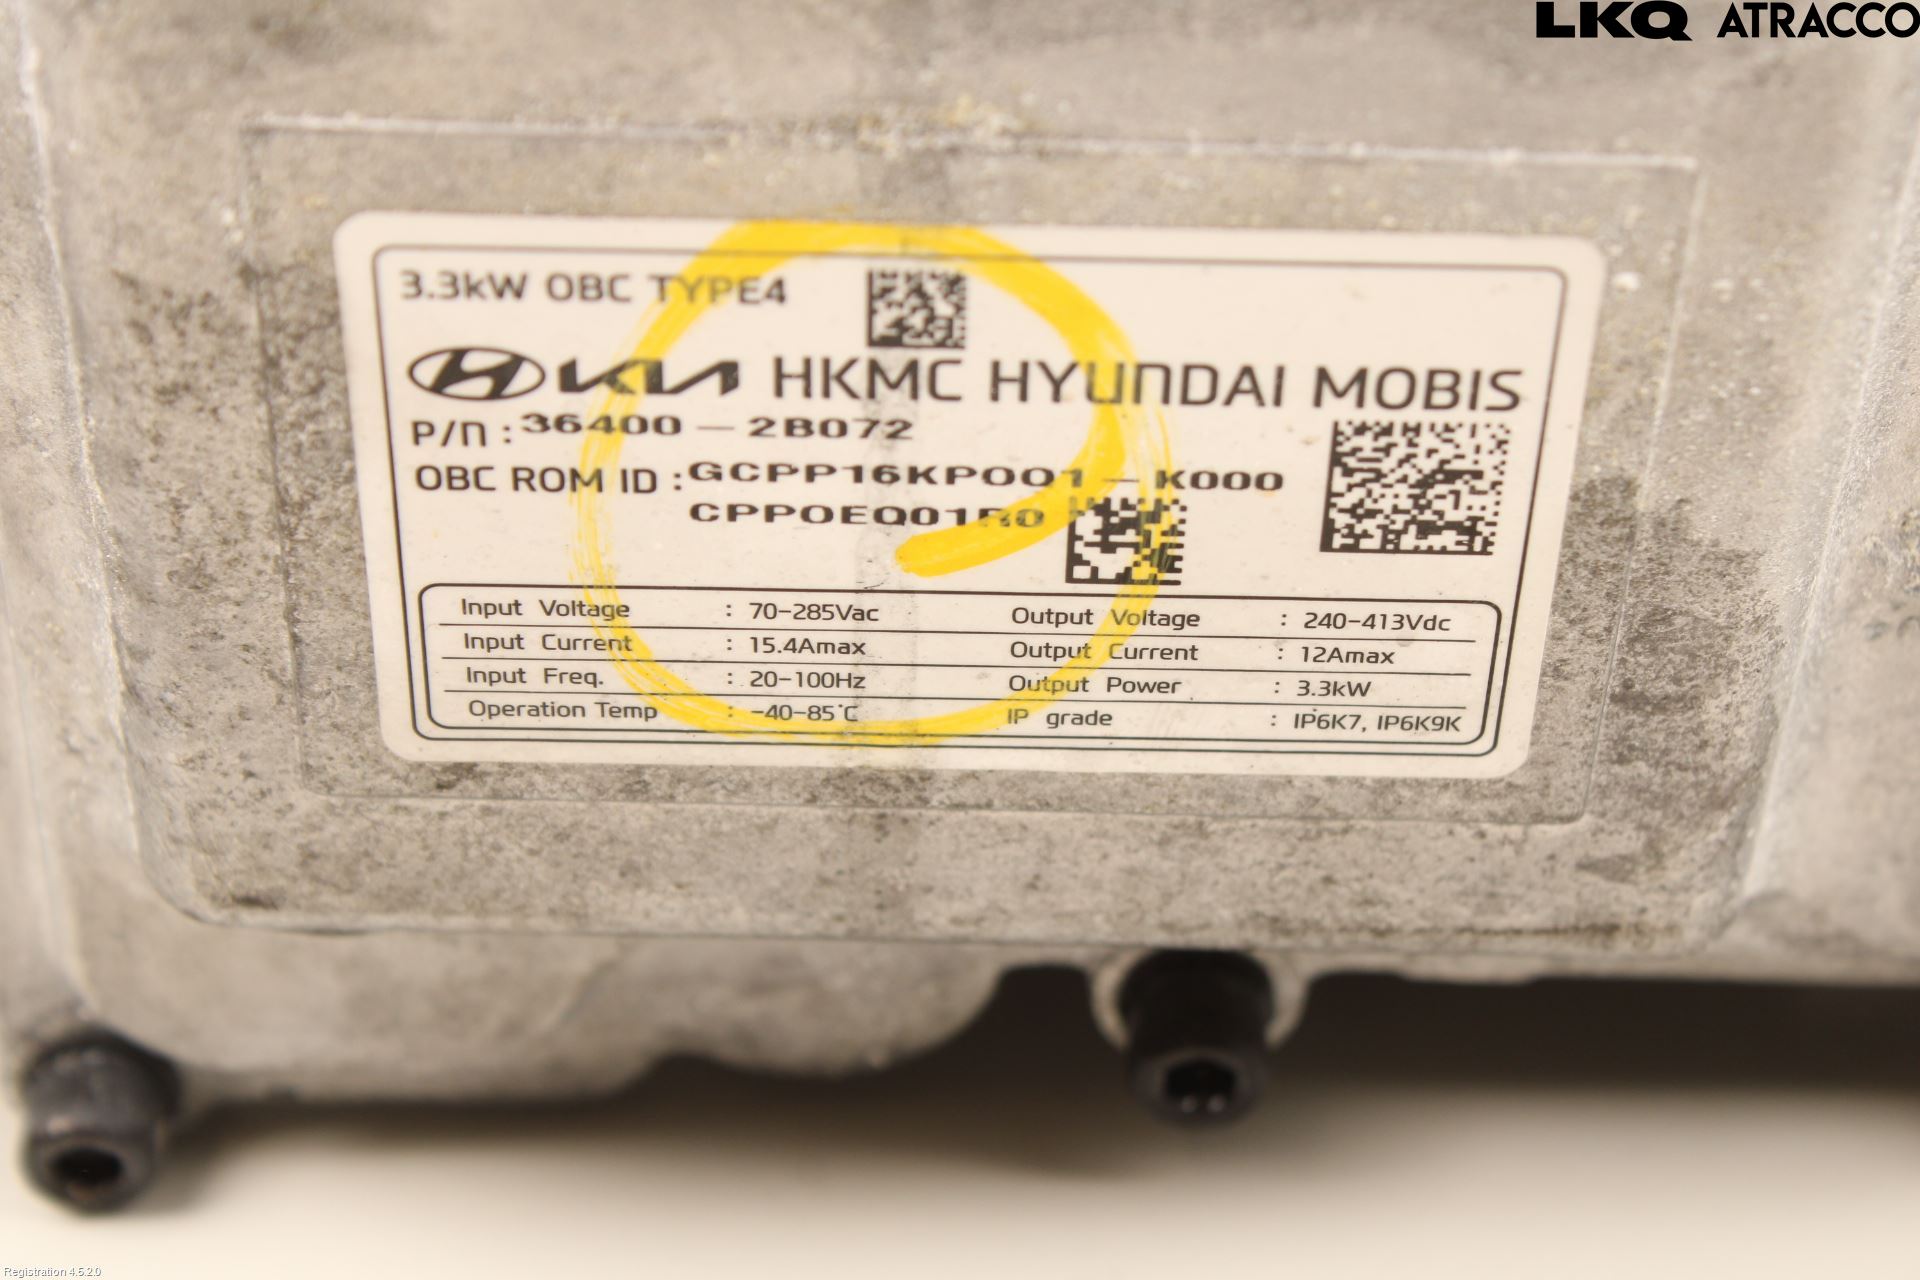 LKQ ATRACCO
3.3kW OBC TYPE4
KIA HKMC HYUNDAI MOBIS
P/N : 36400 - 2B072
OBC ROM ID : GCPP16KP001 - K000
CPP0EQ01R0
Input Voltage : 70-285Vac Output Voltage : 240-413Vdc
Input Current : 15.4Amax Output Current : 12Amax
Input Freq. : 20-100Hz Output Power : 3.3kW
Operation Temp : -40-85°C IP grade : IP6K7, IP6K9K
Registration 4.5.2.0